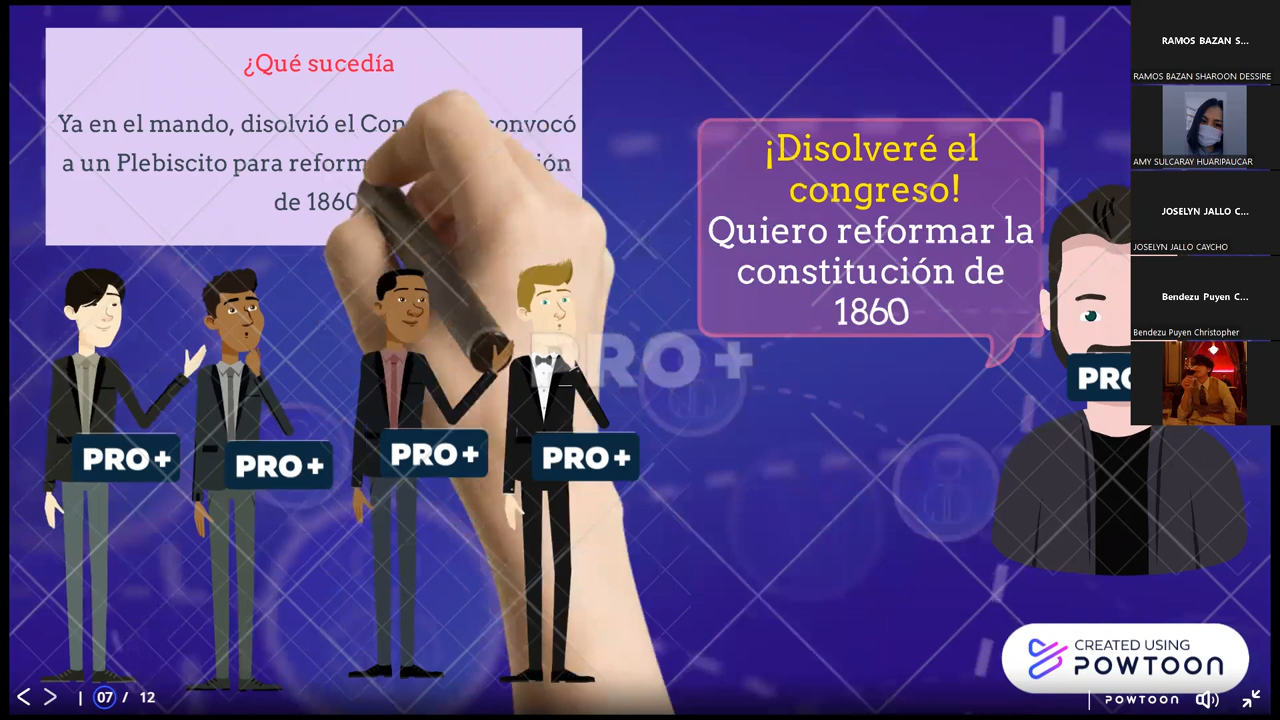 ¿Qué sucedía
Ya en el mando, disolvió el Con convocó
a un Plebiscito para reform ión
de 1860
¡Disolveré el
congreso!
Quiero reformar la
constitución de
1860
PRO+
PRO+
PRO+
PRO+
PRO+
PRO
RAMOS BAZAN S...
RAMOS BAZAN SHAROON DESSIRE
AMY SULCARAY HUARIPAUCAR
JOSELYN JALLO C...
JOSELYN JALLO CAYCHO
Bendezu Puyen C...
Bendezu Puyen Christopher
CREATED USING
POWTOON
07 / 12
POWTOON